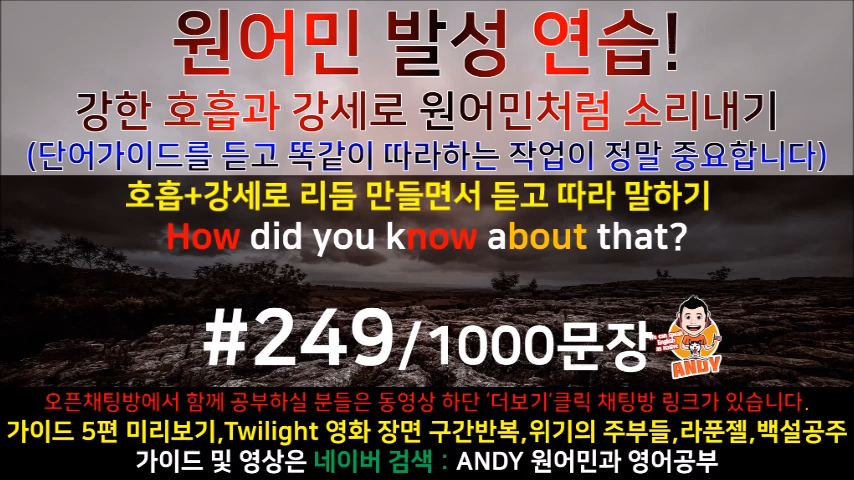 원어민 발성 연습!
강한 호흡과 강세로 원어민처럼 소리내기
(단어가이드를 듣고 똑같이 따라하는 작업이 정말 중요합니다)
호흡+강세로 리듬 만들면서 듣고 따라 말하기
How did you know about that?
#249/1000문장
ANDY
오픈채팅방에서 함께 공부하실 분들은 동영상 하단 '더보기'클릭 채팅방 링크가 있습니다.
가이드 5편 미리보기,Twilight 영화 장면 구간반복,위기의 주부들,라푼젤,백설공주
가이드 및 영상은 네이버 검색 : ANDY 원어민과 영어공부